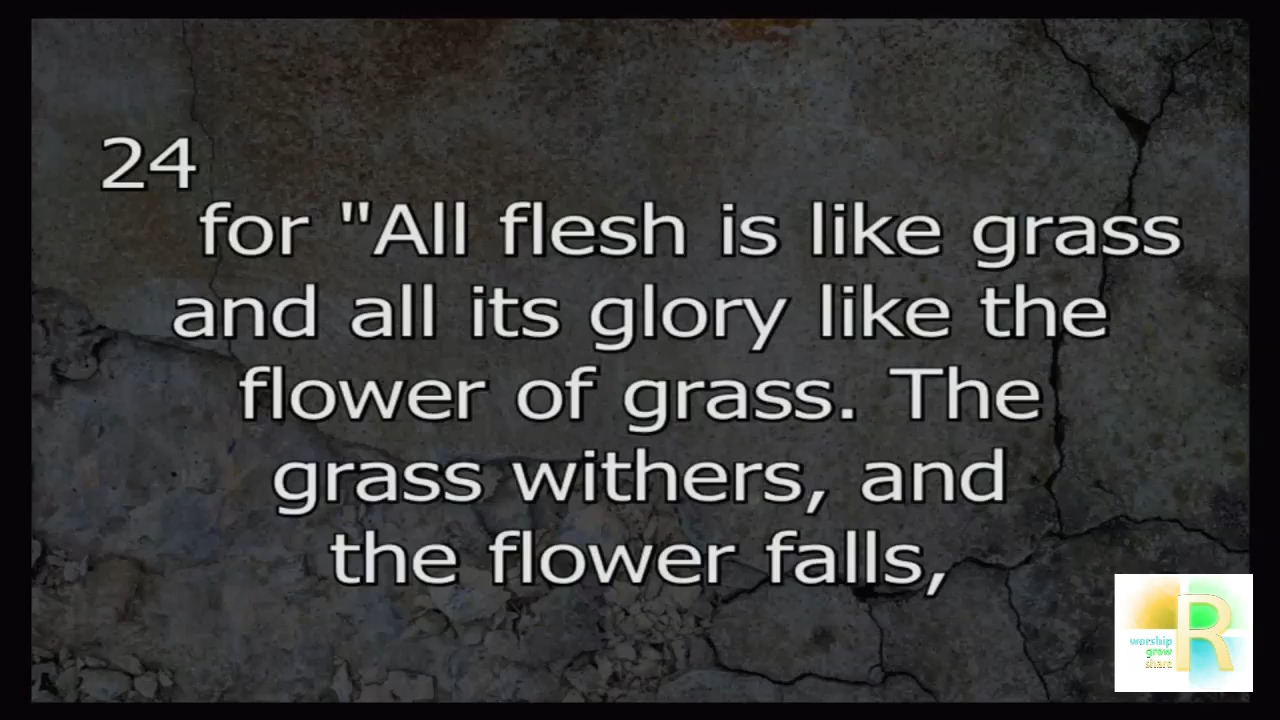 24
for "All flesh is like grass
and all its glory like the
flower of grass. The
grass withers, and
the flower falls,
worship
grow
share
R